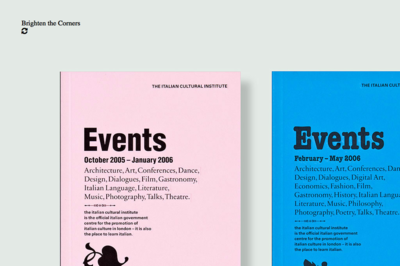 Brighten the Corners
THE ITALIAN CULTURAL INSTITUTE
Events
October 2005 – January 2006
Architecture, Art, Conferences, Dance,
Design, Dialogues, Film, Gastronomy,
Italian Language, Literature,
Music, Photography, Talks, Theatre.
the italian cultural institute
is the official italian government
centre for the promotion of
italian culture in london – it is also
the place to learn italian.
THE ITALIAN CULT
Events
February – May 2006
Architecture, Art, Conferences, Dan
Design, Dialogues, Digital Art,
Economics, Fashion, Film,
Gastronomy, History, Italian Langua
Literature, Music, Philosophy,
Photography, Poetry, Talks, Theatre.
the italian cultural institute
is the official italian government
centre for the promotion of
italian culture in london – it is also
the place to learn italian.